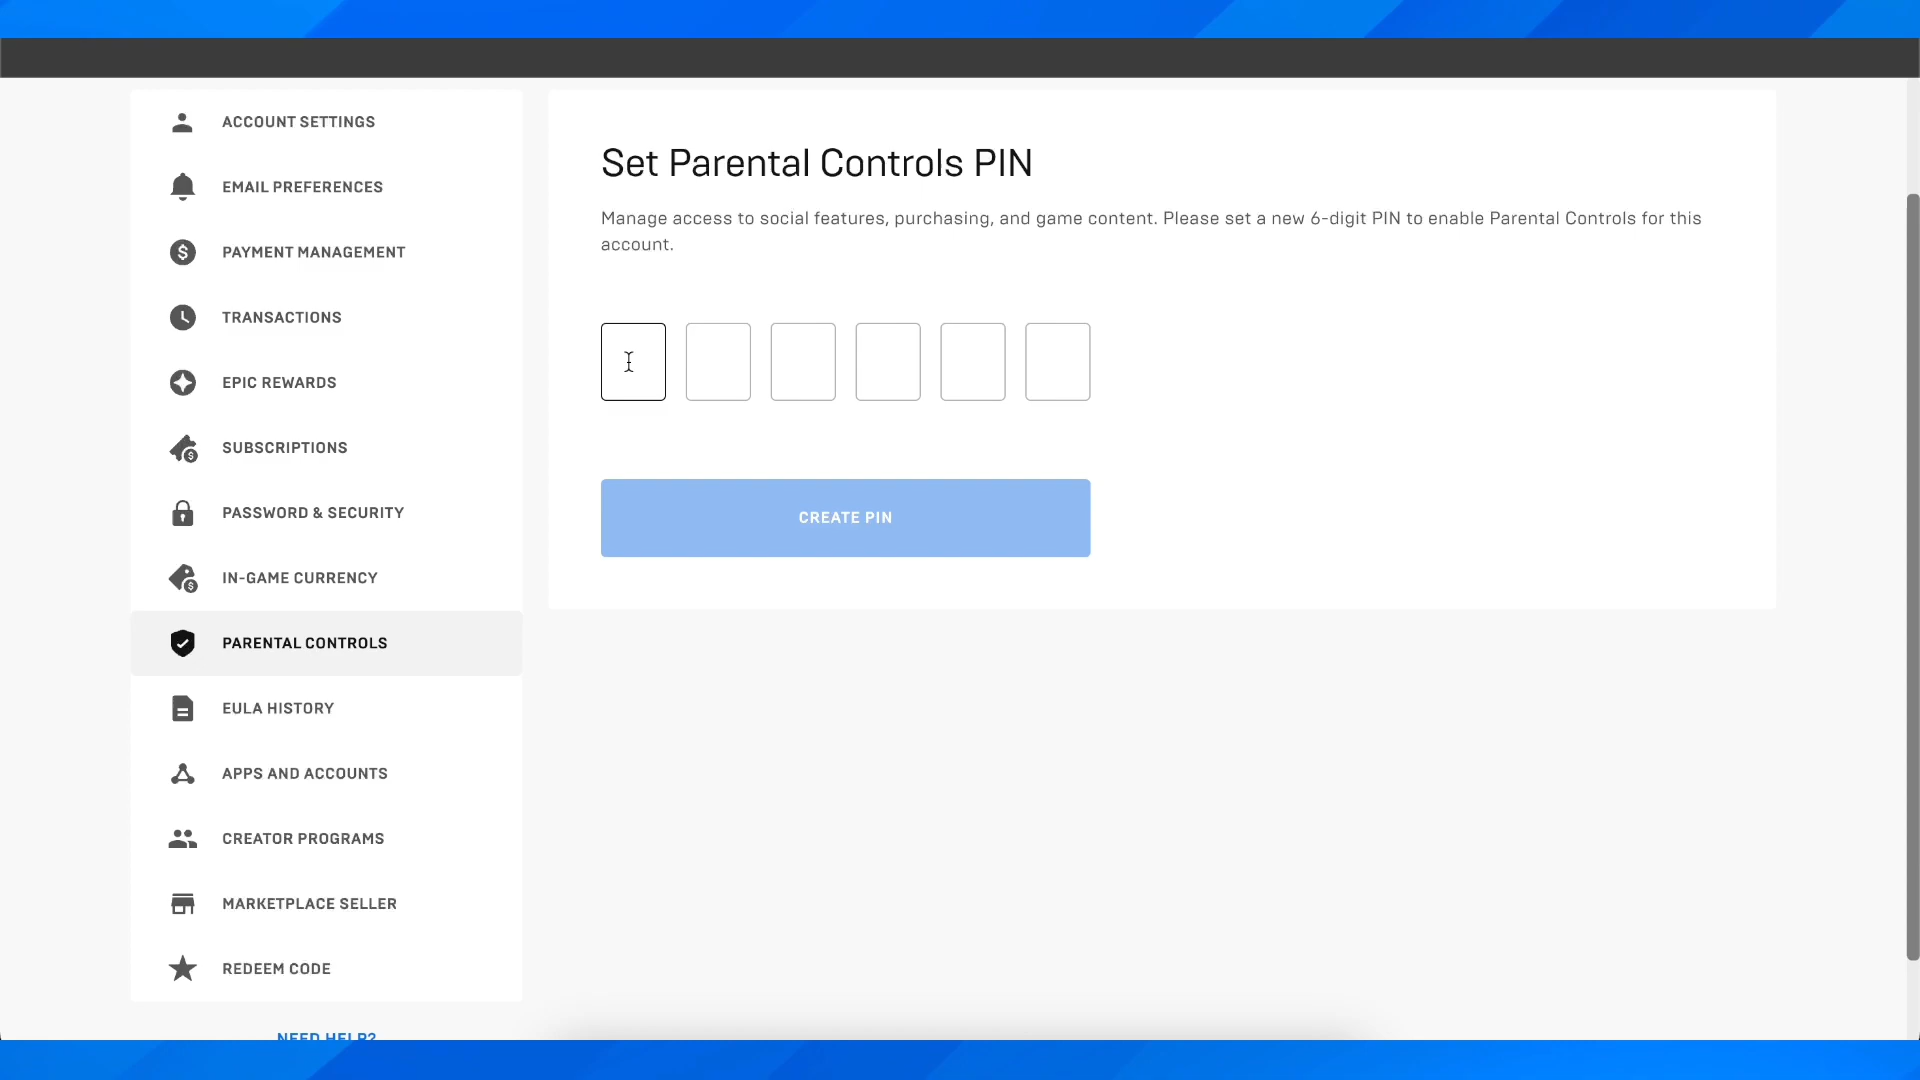 ACCOUNT SETTINGS
EMAIL PREFERENCES
PAYMENT MANAGEMENT
TRANSACTIONS
EPIC REWARDS
SUBSCRIPTIONS
PASSWORD & SECURITY
IN-GAME CURRENCY
PARENTAL CONTROLS
EULA HISTORY
APPS AND ACCOUNTS
CREATOR PROGRAMS
MARKETPLACE SELLER
REDEEM CODE
NEED HELP?
Set Parental Controls PIN
Manage access to social features, purchasing, and game content. Please set a new 6-digit PIN to enable Parental Controls for this
account.
CREATE PIN